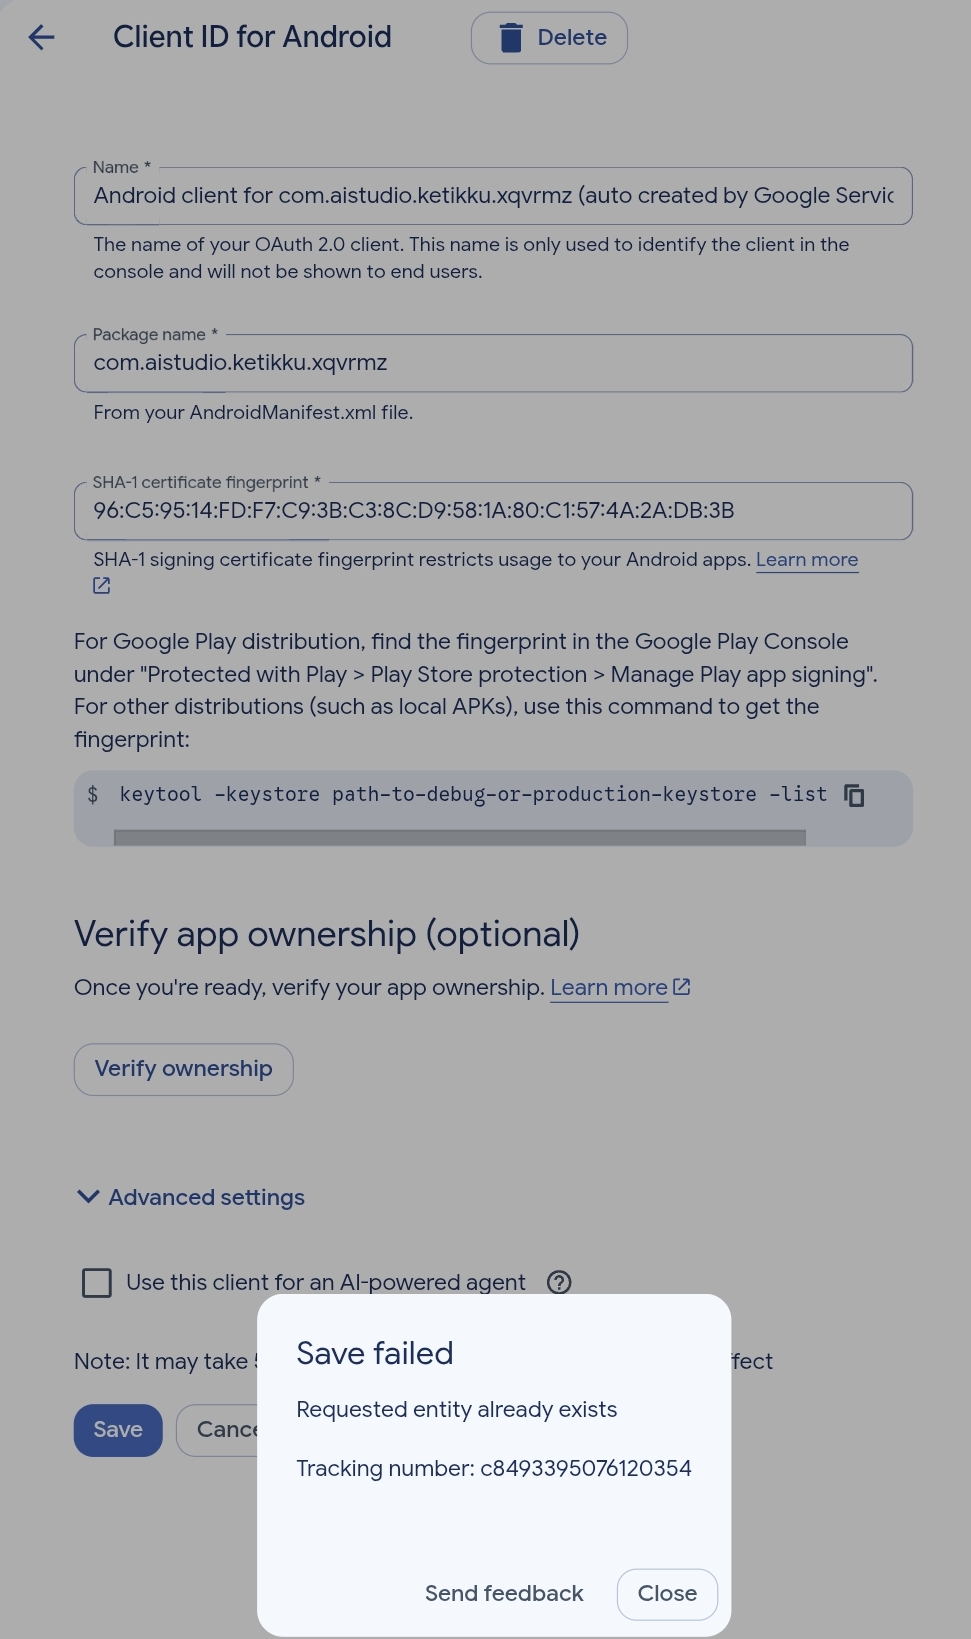 Client ID for Android
Delete
Name *
Android client for com.aistudio.ketikku.xqvrmz (auto created by Google Servic
The name of your OAuth 2.0 client. This name is only used to identify the client in the
console and will not be shown to end users.
Package name *
com.aistudio.ketikku.xqvrmz
From your AndroidManifest.xml file.
SHA-1 certificate fingerprint *
96:C5:95:14:FD:F7:C9:3B:C3:8C:D9:58:1A:80:C1:57:4A:2A:DB:3B
SHA-1 signing certificate fingerprint restricts usage to your Android apps. Learn more
For Google Play distribution, find the fingerprint in the Google Play Console
under "Protected with Play > Play Store protection > Manage Play app signing".
For other distributions (such as local APKs), use this command to get the
fingerprint:
$ keytool -keystore path-to-debug-or-production-keystore -list
Verify app ownership (optional)
Once you're ready, verify your app ownership. Learn more
Verify ownership
Advanced settings
Use this client for an AI-powered agent
Note: It may take
Save
Save failed
Requested entity already exists
Tracking number: c8493395076120354
Send feedback
Close